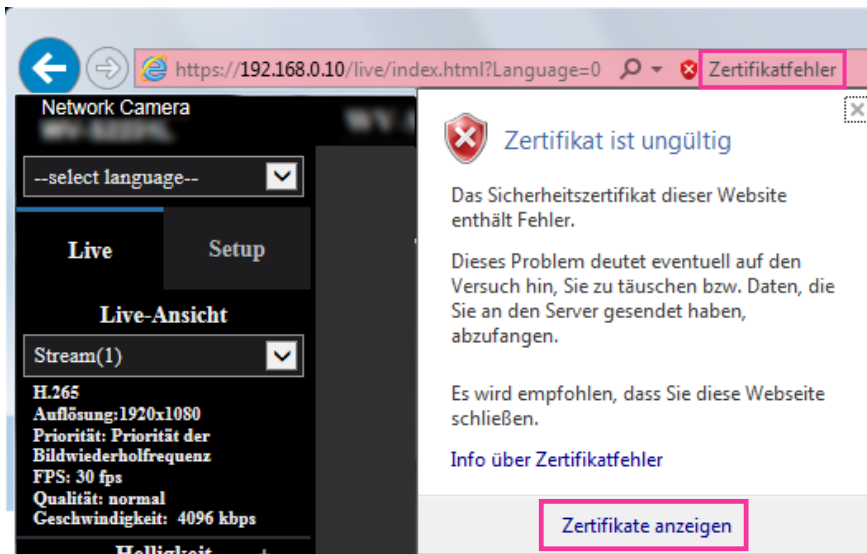 https://192.168.0.10/live/index.html?Language=0
Zertifikatfehler
Network Camera
--select language--
Live
Setup
Live-Ansicht
Stream(1)
H.265
Auflösung:1920x1080
Priorität: Priorität der
Bildwiederholfrequenz
FPS: 30 fps
Qualität: normal
Geschwindigkeit: 4096 kbps
Helligkeit
Zertifikat ist ungültig
Das Sicherheitszertifikat dieser Website
enthält Fehler.
Dieses Problem deutet eventuell auf den
Versuch hin, Sie zu täuschen bzw. Daten, die
Sie an den Server gesendet haben,
abzufangen.
Es wird empfohlen, dass Sie diese Webseite
schließen.
Info über Zertifikatfehler
Zertifikate anzeigen